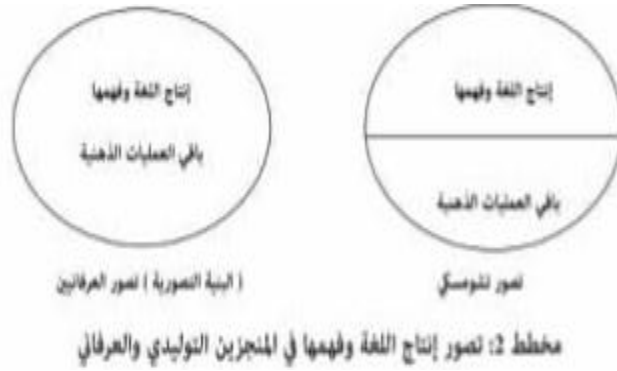 إنتاج اللغة وفهمها
باقي العمليات الذهنية
إنتاج اللغة وفهمها
باقي العمليات الذهنية
تصور تشومسكي
( البنية التصورية ) تصور العرفانيين
مخطط 2: تصور إنتاج اللغة وفهمها في المنجزين التوليدي والعرفاني